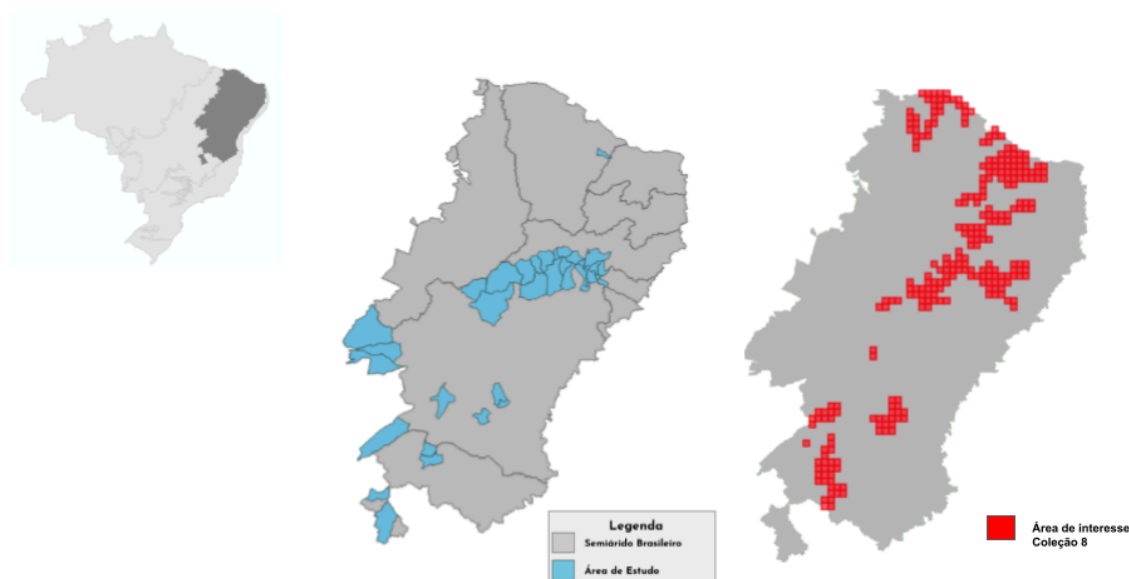 Legenda
Semiárido Brasileiro
Área de Estudo
Área de interesse
Coleção 8